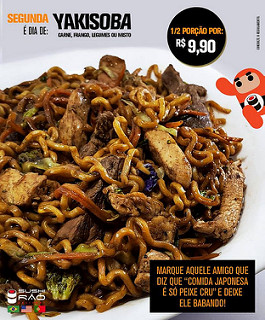 SEGUNDA YAKISOBA
É DIA DE: CARNE, FRANGO, LEGUMES OU MISTO
1/2 PORÇÃO POR:
R$ 9,90
MARQUE AQUELE AMIGO QUE
DIZ QUE "COMIDA JAPONESA
É SÓ PEIXE CRU" E DEIXE
ELE BABANDO!
SUSHI
RÃO